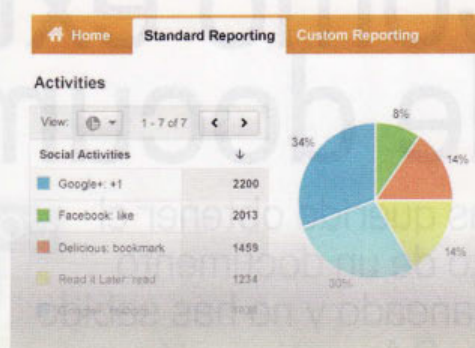 Home Standard Reporting Custom Reporting
Activities
View: 1 - 7 of 7
Social Activities
Google+: +1 2200
Facebook: like 2013
Delicious: bookmark 1459
Read it Later: read 1234
34%
8%
14%
14%
30%